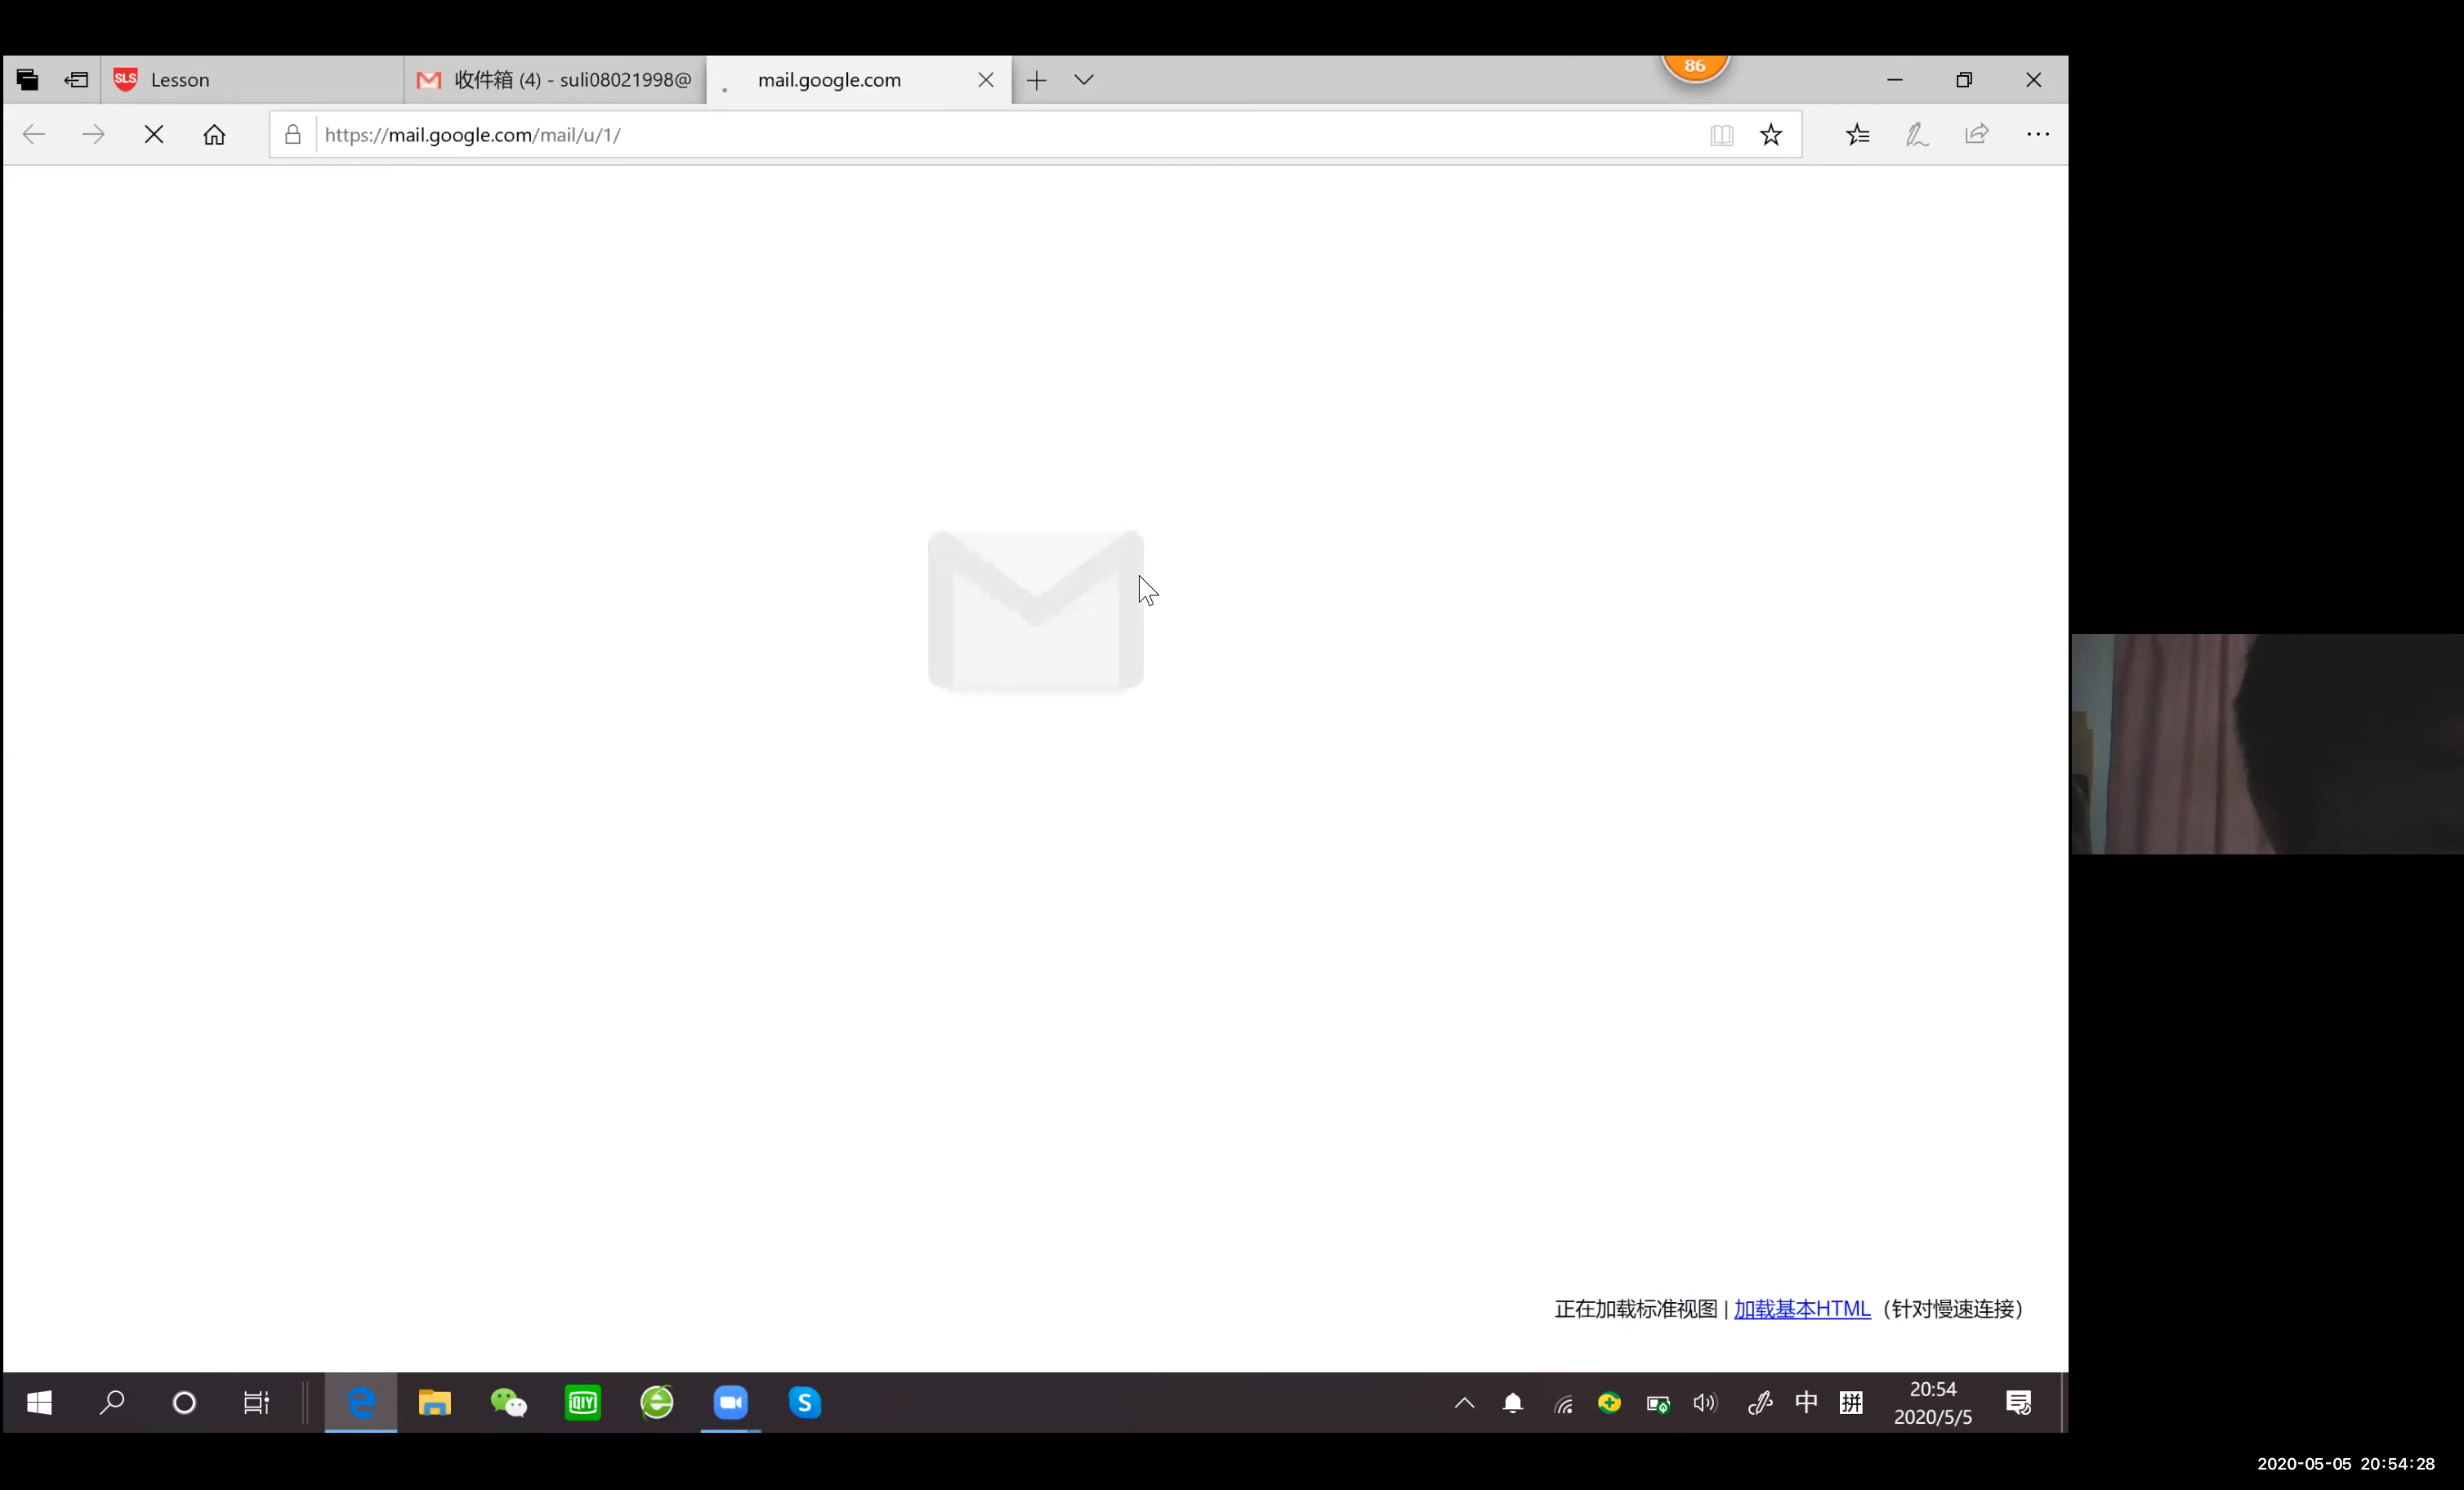 86
SLS Lesson
收件箱 (4) - suli08021998@
mail.google.com
https://mail.google.com/mail/u/1/
正在加载标准视图 | 加载基本HTML（针对慢速连接）
iQIY
S
中
拼
20:54
2020/5/5
2020-05-05 20:54:28